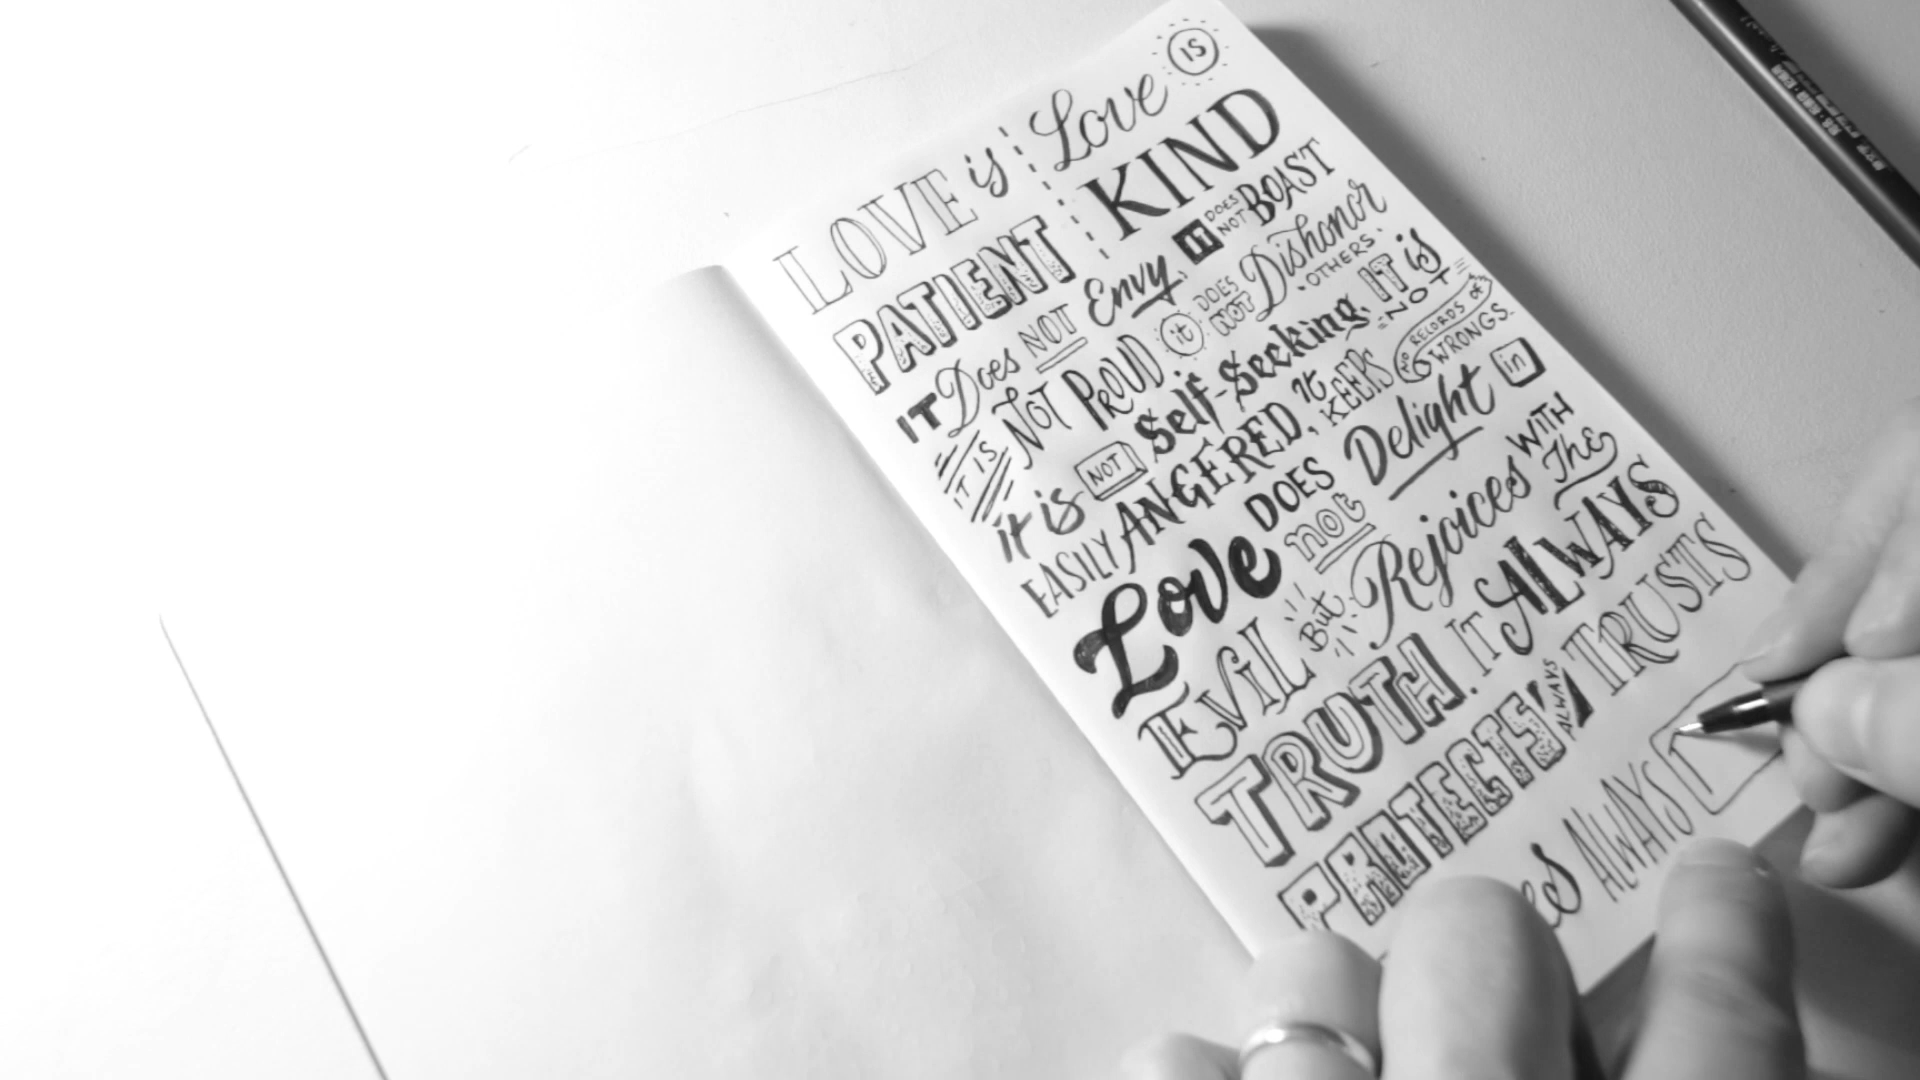 LOVE is
PATIENT
Love IS
KIND
IT Does NOT Envy. IT DOES NOT BOAST
IT IS NOT PROUD it DOES NOT Dishonor OTHERS.
it is NOT Self-Seeking. IT is NOT
EASILY ANGERED, it KEEPS NO RECORDS OF WRONGS.
Love DOES not Delight in
EVIL But Rejoices WITH The
TRUTH. IT ALWAYS
PROTECTS ALWAYS TRUSTS
es ALWAYS